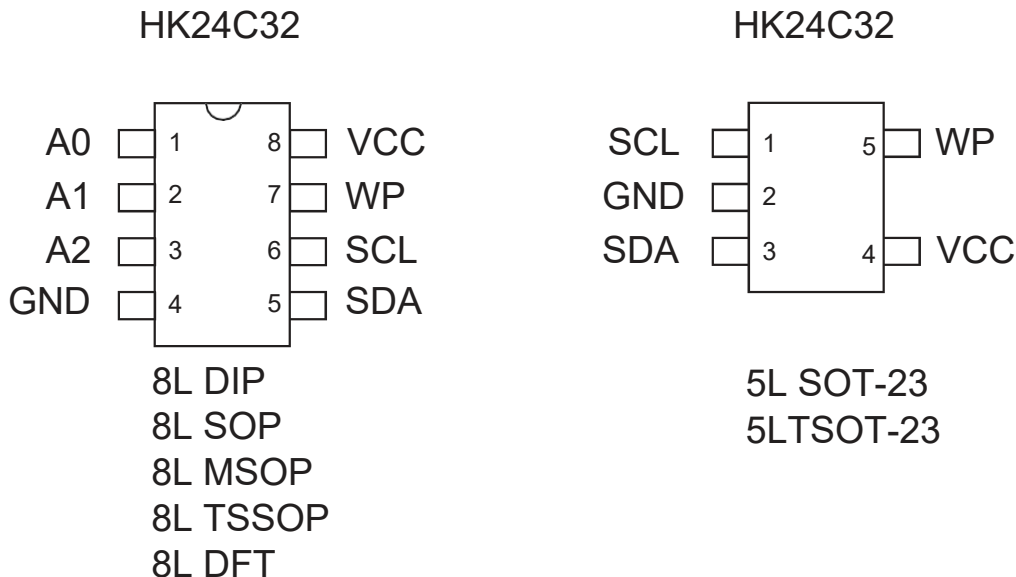 HK24C32
A0 1 8 VCC
A1 2 7 WP
A2 3 6 SCL
GND 4 5 SDA
8L DIP
8L SOP
8L MSOP
8L TSSOP
8L DFT
HK24C32
SCL 1 5 WP
GND 2
SDA 3 4 VCC
5L SOT-23
5LTSOT-23